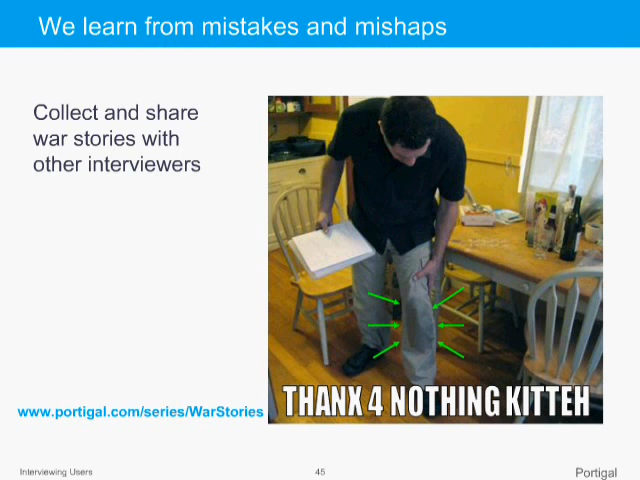 We learn from mistakes and mishaps
Collect and share
war stories with
other interviewers
THANX 4 NOTHING KITTEH
www.portigal.com/series/WarStories
Interviewing Users
45
Portigal